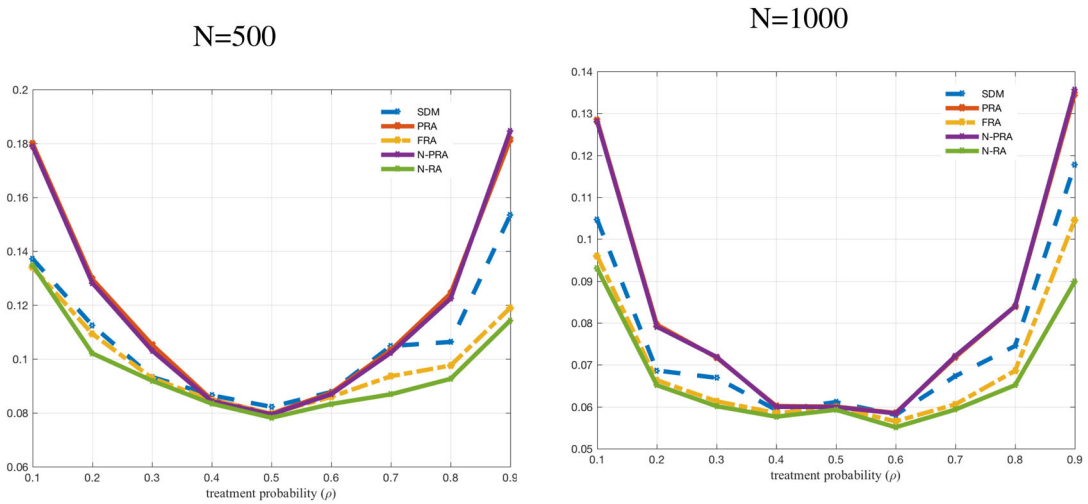 N=500
0.2
0.18
0.16
0.14
0.12
0.1
0.08
0.06
SDM
PRA
FRA
N-PRA
N-RA
0.1 0.2 0.3 0.4 0.5 0.6 0.7 0.8 0.9
treatment probability (ρ)
N=1000
0.14
0.13
0.12
0.11
0.1
0.09
0.08
0.07
0.06
0.05
SDM
PRA
FRA
N-PRA
N-RA
0.1 0.2 0.3 0.4 0.5 0.6 0.7 0.8 0.9
treatment probability (ρ)